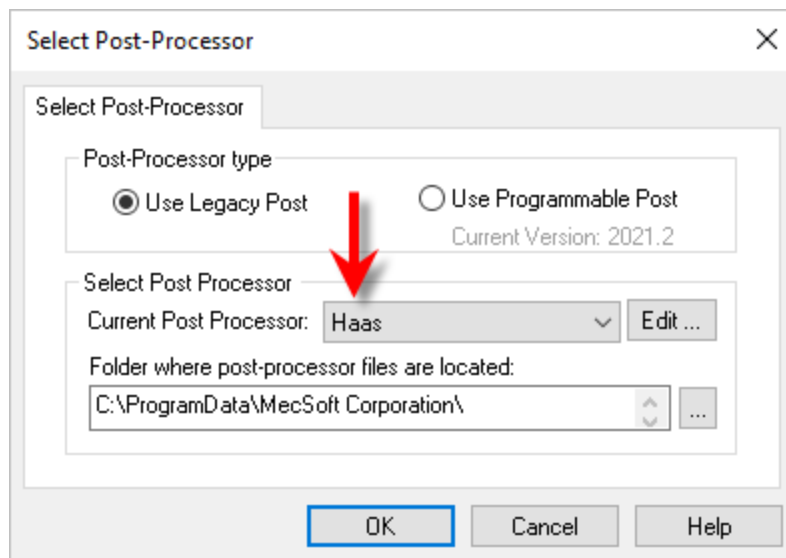 Select Post-Processor
Select Post-Processor
Post-Processor type
Use Legacy Post
Use Programmable Post
Current Version: 2021.2
Select Post Processor
Current Post Processor: Haas Edit ...
Folder where post-processor files are located:
C:\ProgramData\MecSoft Corporation\ ...
OK Cancel Help